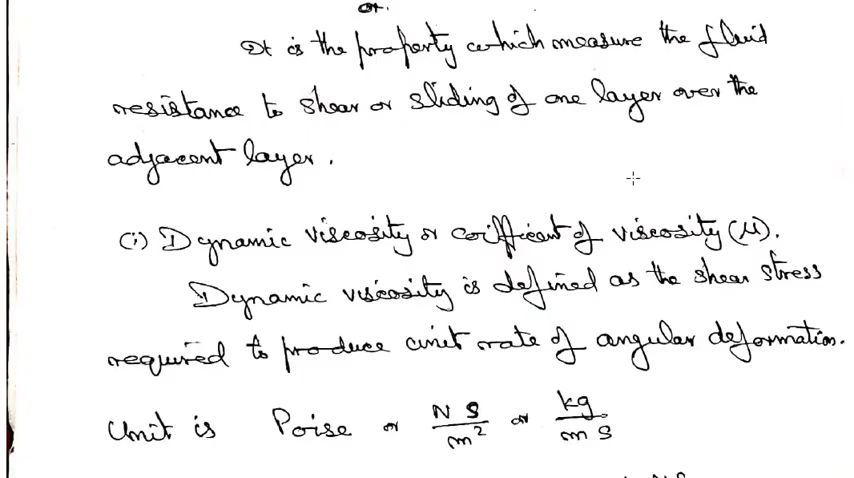 or.
It is the property which measure the fluid
resistance to shear or sliding of one layer over the
adjacent layer.
(i) Dynamic viscosity or coifficent of viscosity (μ).
Dynamic viscosity is defined as the shear stress
required to produce unit rate of angular deformation.
Unit is Poise or N S/m² or kg/m S